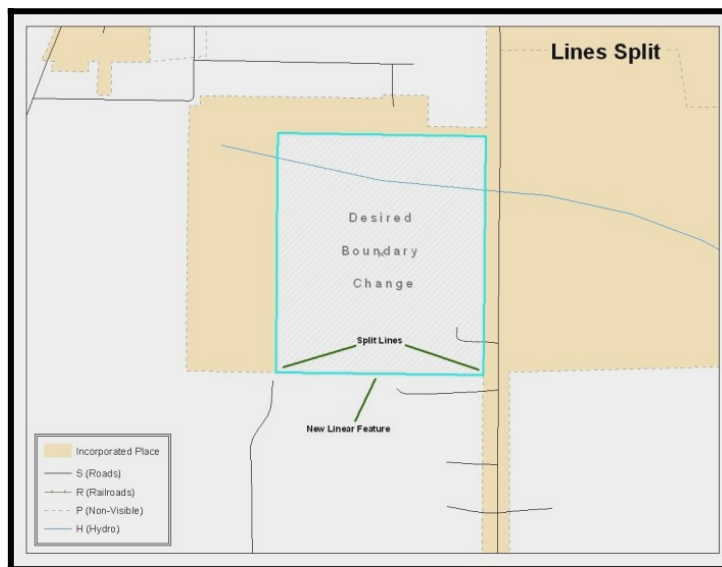 Lines Split
Desired
Boundary
Change
Split Lines
New Linear Feature
Incorporated Place
S (Roads)
R (Railroads)
P (Non-Visible)
H (Hydro)